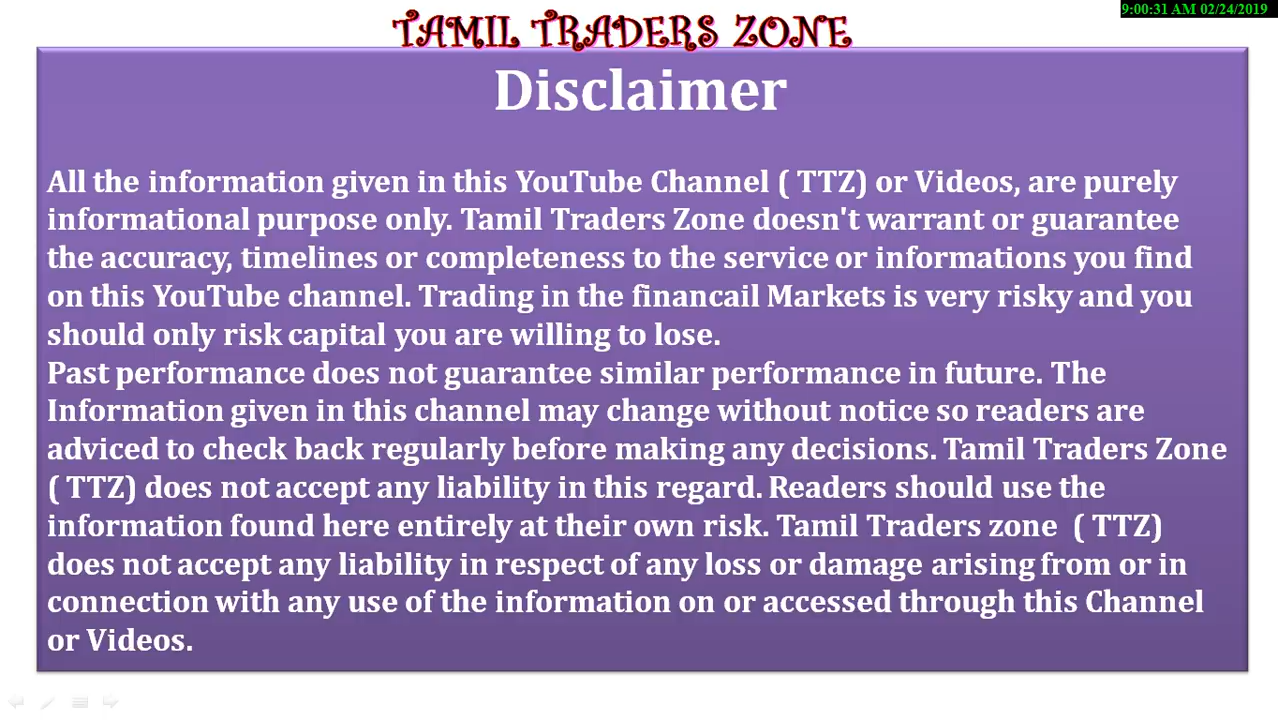 9:00:31 AM 02/24/2019
TAMIL TRADERS ZONE
Disclaimer
All the information given in this YouTube Channel ( TTZ) or Videos, are purely
informational purpose only. Tamil Traders Zone doesn't warrant or guarantee
the accuracy, timelines or completeness to the service or informations you find
on this YouTube channel. Trading in the financail Markets is very risky and you
should only risk capital you are willing to lose.
Past performance does not guarantee similar performance in future. The
Information given in this channel may change without notice so readers are
adviced to check back regularly before making any decisions. Tamil Traders Zone
( TTZ) does not accept any liability in this regard. Readers should use the
information found here entirely at their own risk. Tamil Traders zone  ( TTZ)
does not accept any liability in respect of any loss or damage arising from or in
connection with any use of the information on or accessed through this Channel
or Videos.